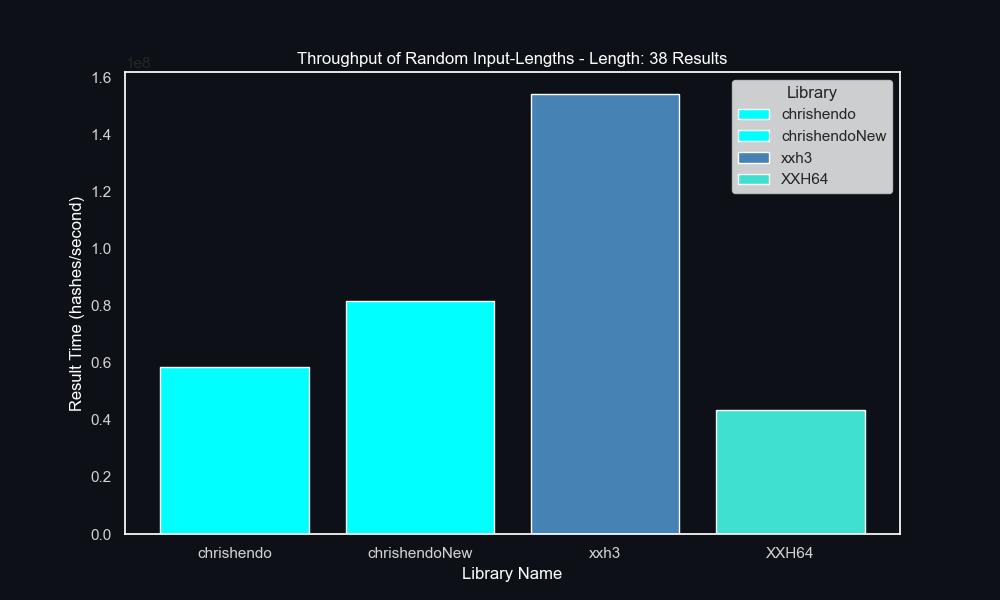 Throughput of Random Input-Lengths - Length: 38 Results
1e8
1.6
1.4
1.2
1.0
0.8
0.6
0.4
0.2
0.0
Result Time (hashes/second)
Library
chrishendo
chrishendoNew
xxh3
XXH64
chrishendo
chrishendoNew
xxh3
XXH64
Library Name